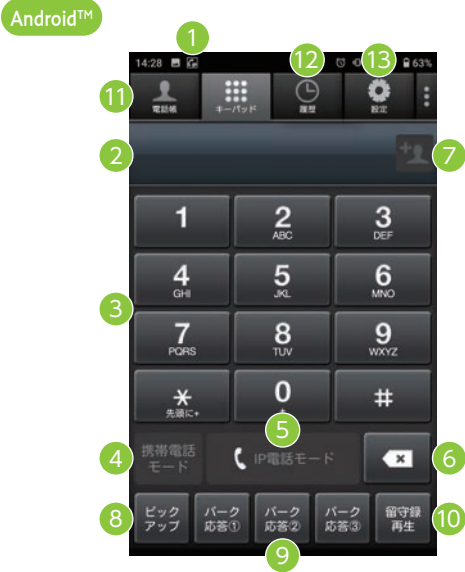 Android™
1
12
13
14:28
63%
11
電話帳
キーパッド
履歴
設定
2
7
1
2
ABC
3
DEF
4
GHI
5
JKL
6
MNO
3
7
PQRS
8
TUV
9
WXYZ
＊
先頭に+
0
+
#
5
4
携帯電話
モード
IP電話モード
6
8
ピック
アップ
パーク
応答①
パーク
応答②
パーク
応答③
留守録
再生
10
9